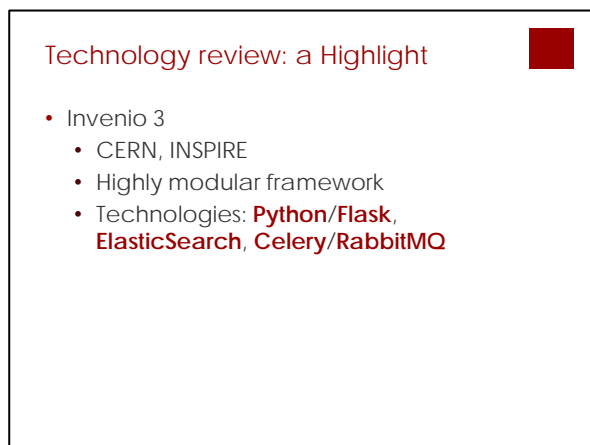 Technology review: a Highlight
• Invenio 3
• CERN, INSPIRE
• Highly modular framework
• Technologies: Python/Flask,
ElasticSearch, Celery/RabbitMQ